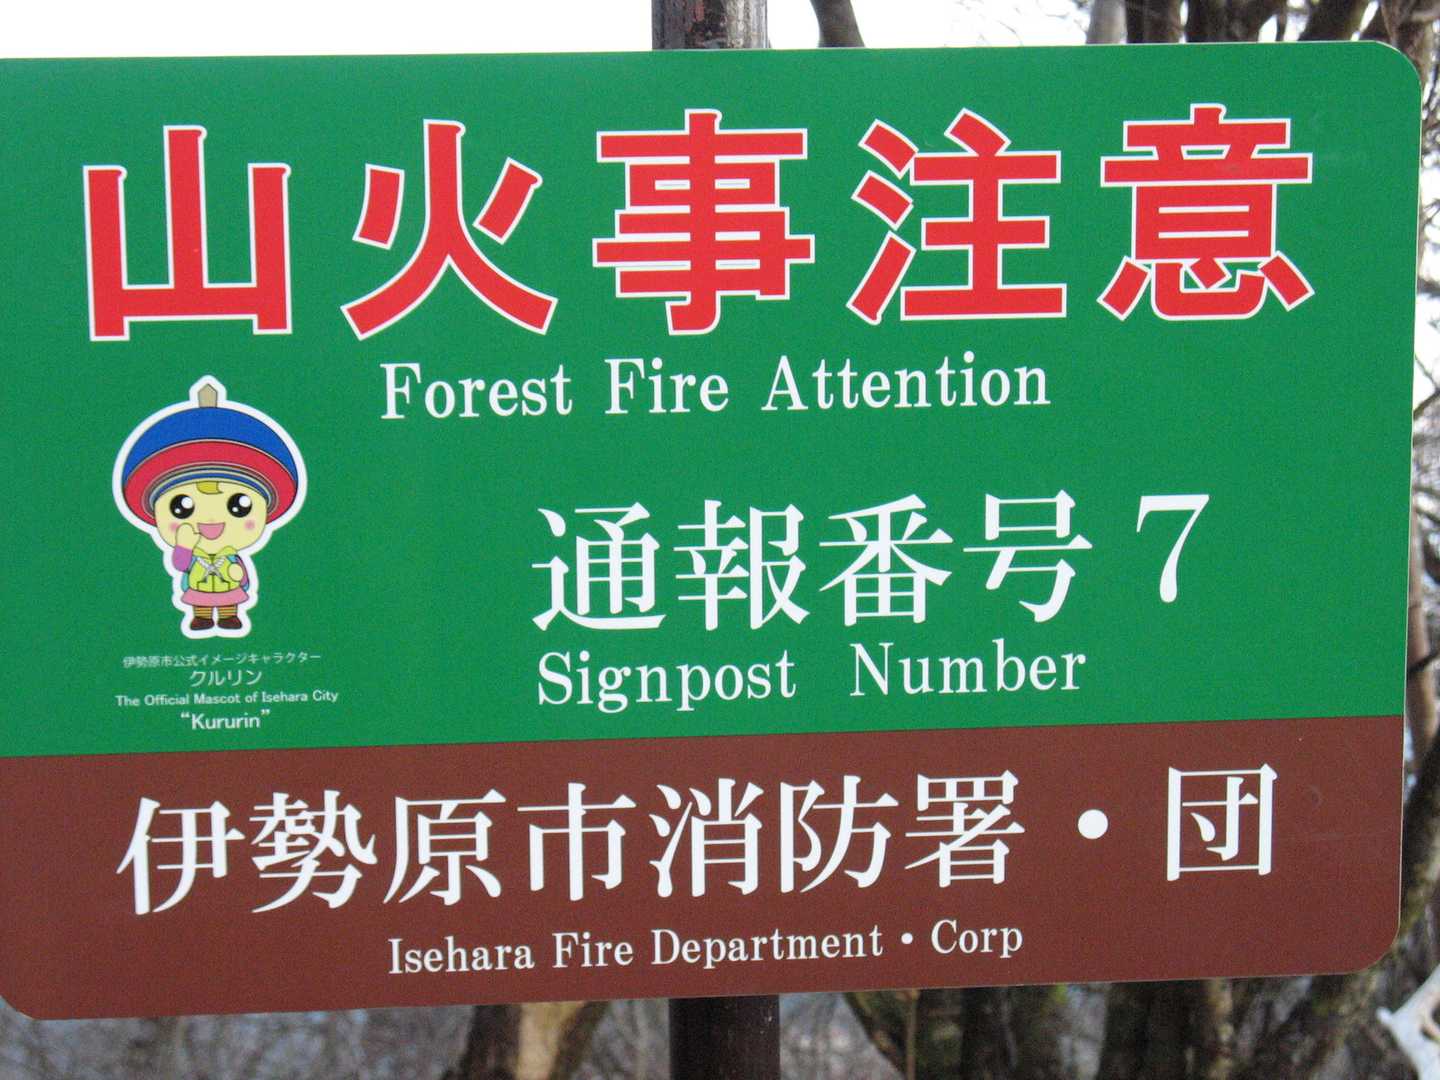 山火事注意
Forest Fire Attention
通報番号 7
Signpost Number
伊勢原市公式イメージキャラクター
クルリン
The Official Mascot of Isehara City
“Kururin”
伊勢原市消防署・団
Isehara Fire Department・Corp